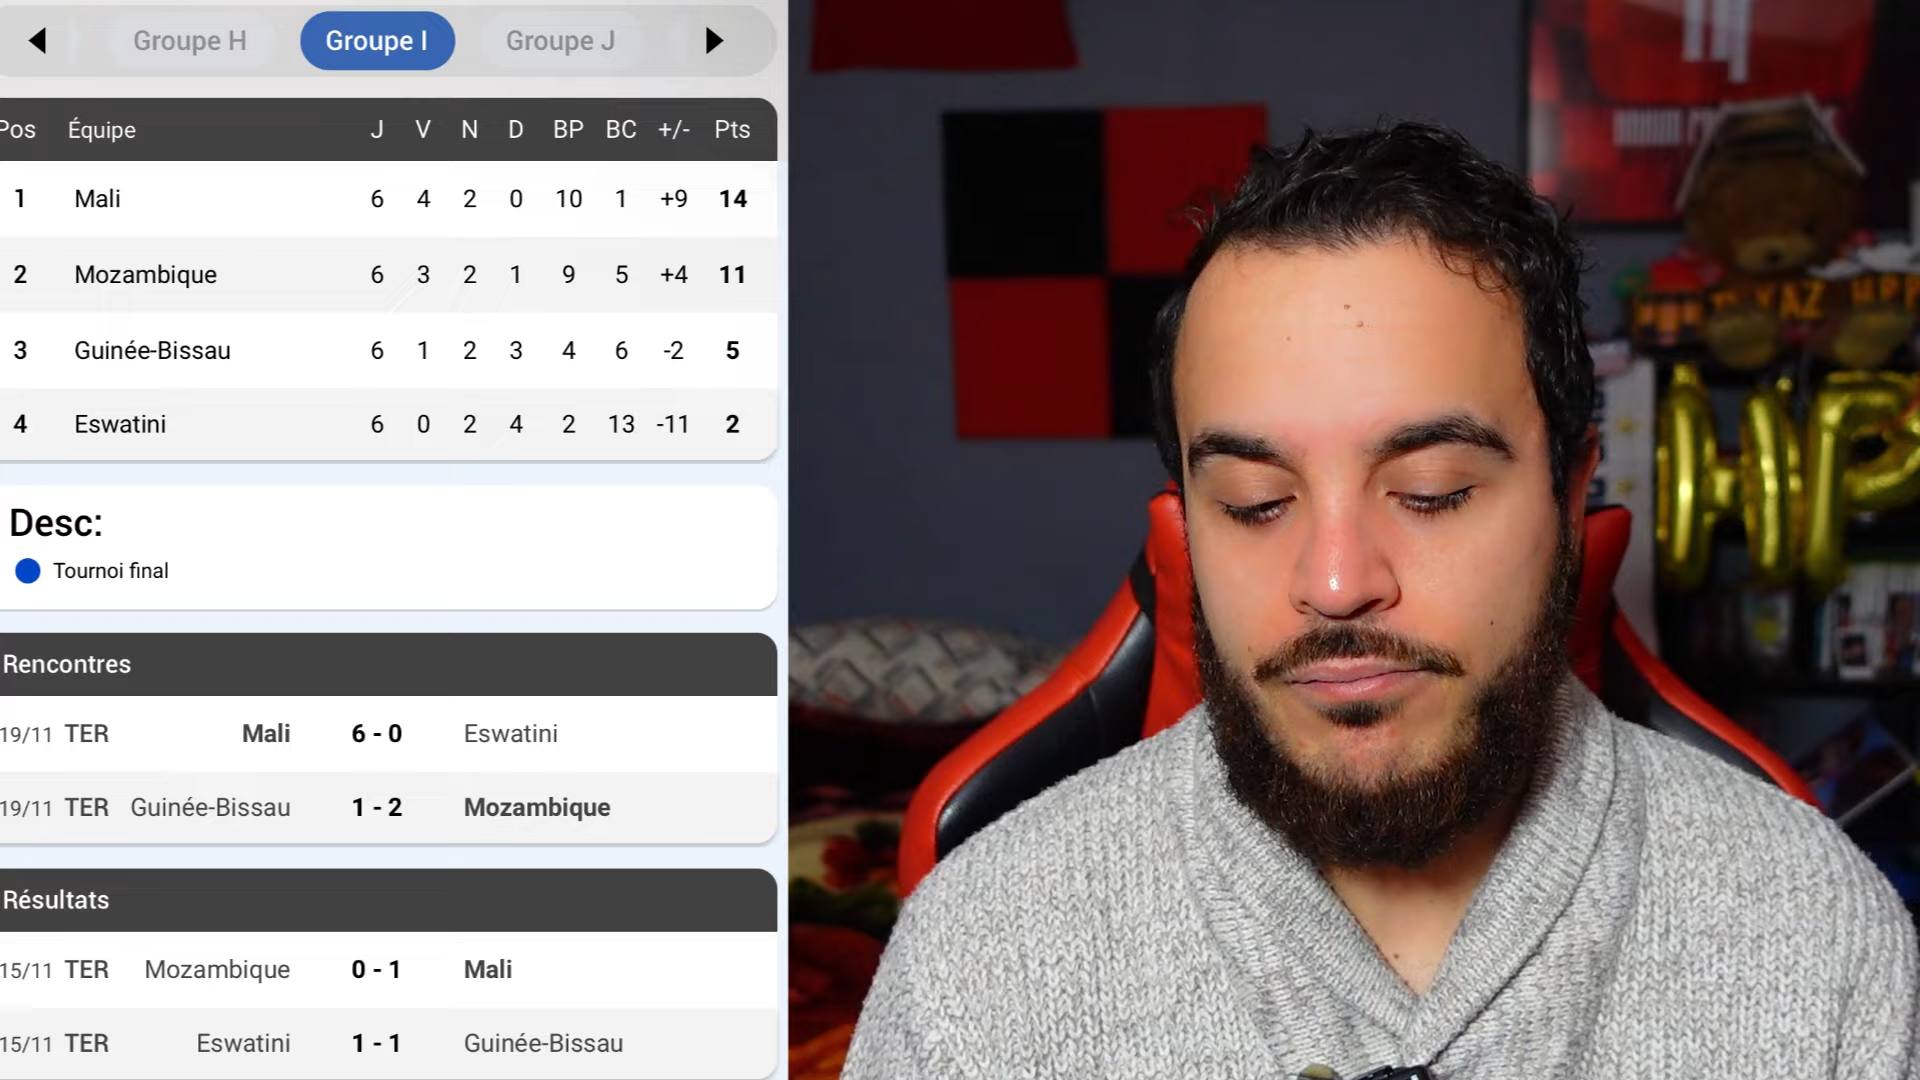 Groupe H Groupe I Groupe J
Pos Équipe J V N D BP BC +/- Pts
1 Mali 6 4 2 0 10 1 +9 14
2 Mozambique 6 3 2 1 9 5 +4 11
3 Guinée-Bissau 6 1 2 3 4 6 -2 5
4 Eswatini 6 0 2 4 2 13 -11 2
Desc:
Tournoi final
Rencontres
19/11 TER Mali 6 - 0 Eswatini
19/11 TER Guinée-Bissau 1 - 2 Mozambique
Résultats
15/11 TER Mozambique 0 - 1 Mali
15/11 TER Eswatini 1 - 1 Guinée-Bissau
HP